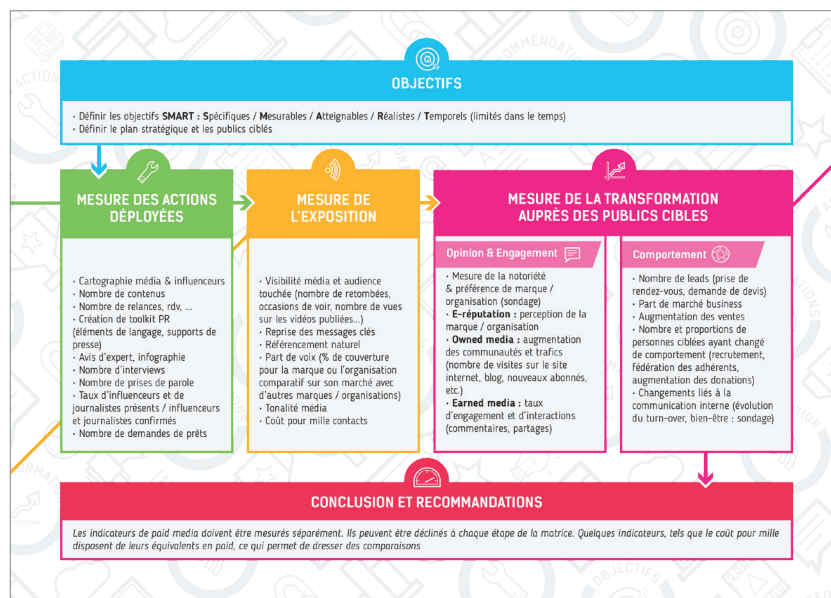 OBJECTIFS
· Définir les objectifs SMART : Spécifiques / Mesurables / Atteignables / Réalistes / Temporels (limités dans le temps)
· Définir le plan stratégique et les publics ciblés
MESURE DES ACTIONS
DÉPLOYÉES
· Cartographie média & influenceurs
· Nombre de contenus
· Nombre de relances, rdv, ...
· Création de toolkit PR
(éléments de langage, supports de
presse)
· Avis d'expert, infographie
· Nombre d'interviews
· Nombre de prises de parole
· Taux d'influenceurs et de
journalistes présents / influenceurs
et journalistes confirmés
· Nombre de demandes de prêts
MESURE DE
L'EXPOSITION
· Visibilité média et audience
touchée (nombre de retombées,
occasions de voir, nombre de vues
sur les vidéos publiées...)
· Reprise des messages clés
· Référencement naturel
· Part de voix (% de couverture
pour la marque ou l'organisation
comparatif sur son marché avec
d'autres marques / organisations)
· Tonalité média
· Coût pour mille contacts
MESURE DE LA TRANSFORMATION
AUPRÈS DES PUBLICS CIBLES
Opinion & Engagement
· Mesure de la notoriété
& préférence de marque /
organisation (sondage)
· E-réputation : perception de la
marque / organisation
· Owned media : augmentation
des communautés et trafics
(nombre de visites sur le site
internet, blog, nouveaux abonnés,
etc.)
· Earned media : taux
d'engagement et d'interactions
(commentaires, partages)
Comportement
· Nombre de leads (prise de
rendez-vous, demande de devis)
· Part de marché business
· Augmentation des ventes
· Nombre et proportions de
personnes ciblées ayant changé
de comportement (recrutement,
fédération des adhérents,
augmentation des donations)
· Changements liés à la
communication interne (évolution
du turn-over, bien-être : sondage)
CONCLUSION ET RECOMMANDATIONS
Les indicateurs de paid media doivent être mesurés séparément. Ils peuvent être déclinés à chaque étape de la matrice. Quelques indicateurs, tels que le coût pour mille
disposent de leurs équivalents en paid, ce qui permet de dresser des comparaisons